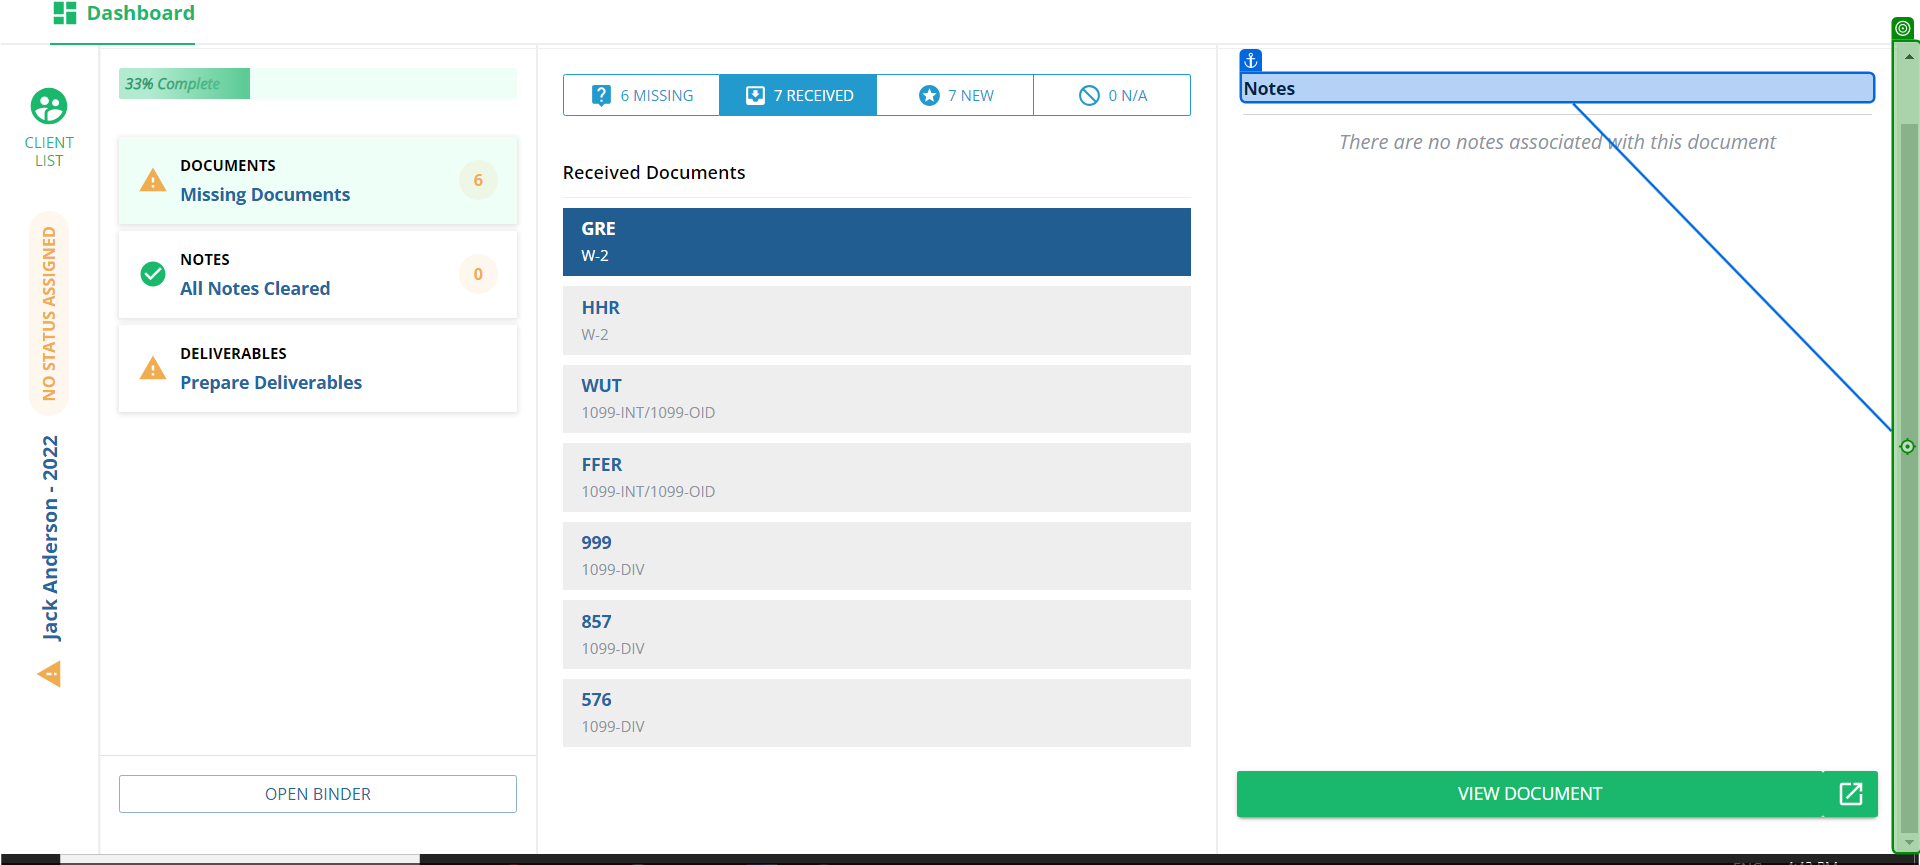 Dashboard
CLIENT
LIST
NO STATUS ASSIGNED
Jack Anderson - 2022
33% Complete
DOCUMENTS
Missing Documents
6
NOTES
All Notes Cleared
0
DELIVERABLES
Prepare Deliverables
OPEN BINDER
6 MISSING
7 RECEIVED
7 NEW
0 N/A
Received Documents
GRE
W-2
HHR
W-2
WUT
1099-INT/1099-OID
FFER
1099-INT/1099-OID
999
1099-DIV
857
1099-DIV
576
1099-DIV
Notes
There are no notes associated with this document
VIEW DOCUMENT